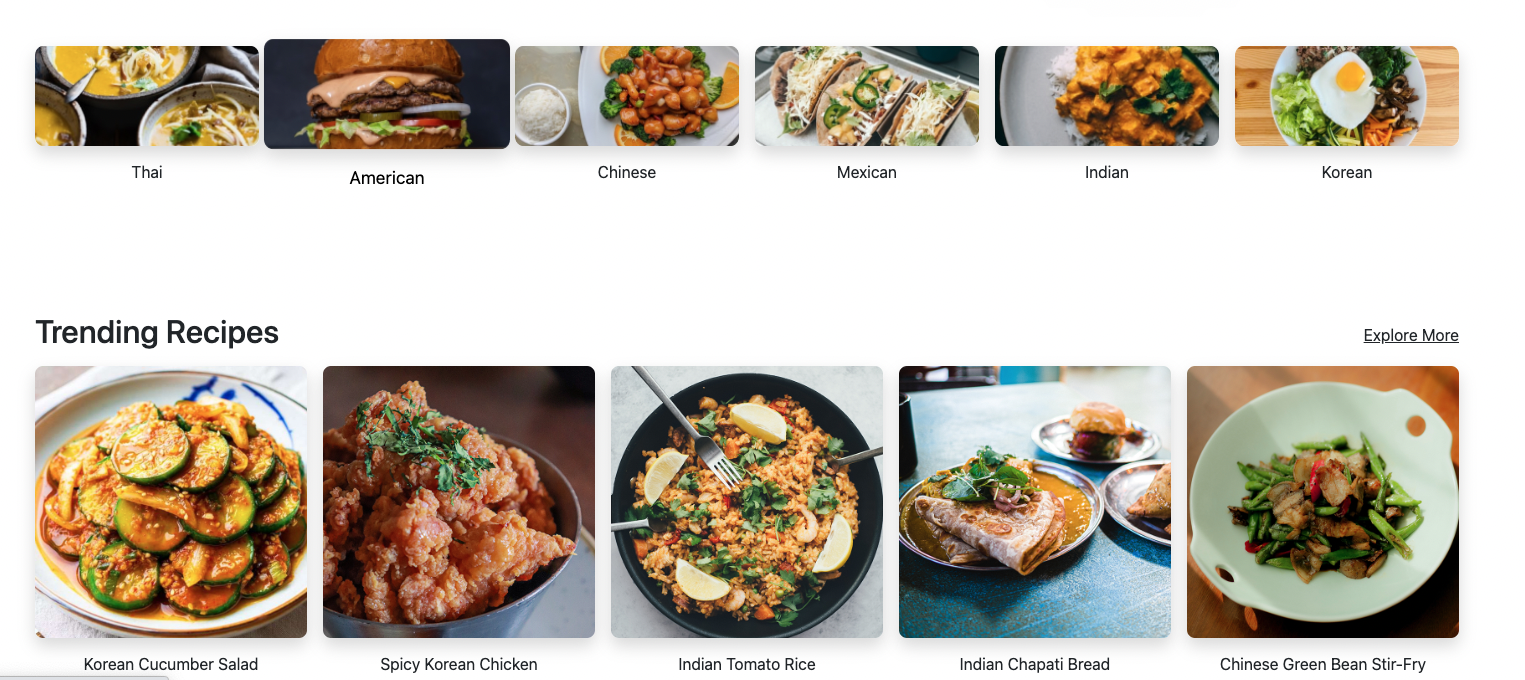 Thai
American
Chinese
Mexican
Indian
Korean
Trending Recipes
Explore More
Korean Cucumber Salad
Spicy Korean Chicken
Indian Tomato Rice
Indian Chapati Bread
Chinese Green Bean Stir-Fry